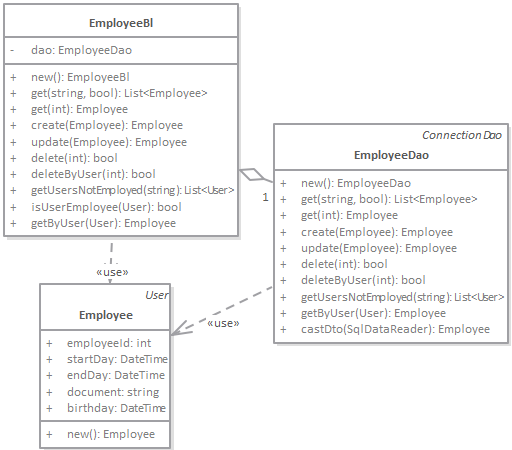 EmployeeBl
- dao: EmployeeDao
+ new(): EmployeeBl
+ get(string, bool): List<Employee>
+ get(int): Employee
+ create(Employee): Employee
+ update(Employee): Employee
+ delete(int): bool
+ deleteByUser(int): bool
+ getUsersNotEmployed(string): List<User>
+ isUserEmployee(User): bool
+ getByUser(User): Employee
ConnectionDao
EmployeeDao
+ new(): EmployeeDao
+ get(string, bool): List<Employee>
+ get(int): Employee
+ create(Employee): Employee
+ update(Employee): Employee
+ delete(int): bool
+ deleteByUser(int): bool
+ getUsersNotEmployed(string): List<User>
+ getByUser(User): Employee
+ castDto(SqlDataReader): Employee
1
«use»
«use»
User
Employee
+ employeeId: int
+ startDay: DateTime
+ endDay: DateTime
+ document: string
+ birthday: DateTime
+ new(): Employee